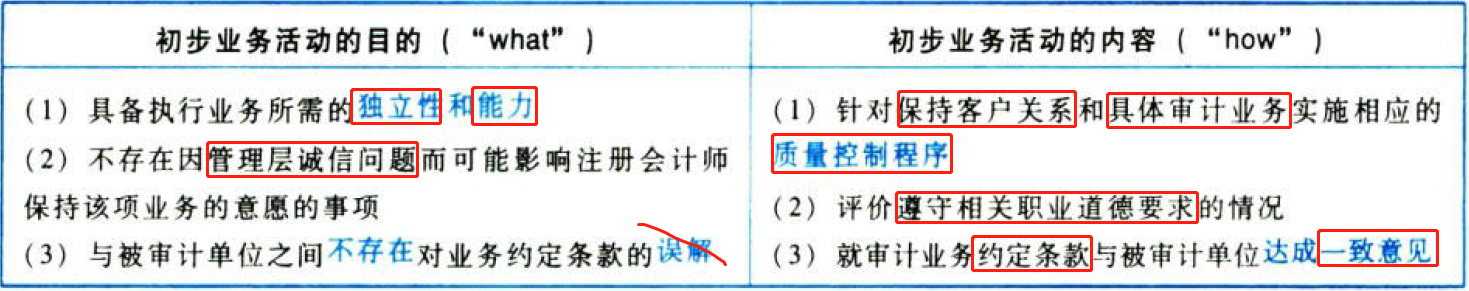 初步业务活动的目的（“what”）
初步业务活动的内容（“how”）
（1）具备执行业务所需的独立性和能力
（2）不存在因管理层诚信问题而可能影响注册会计师
保持该项业务的意愿的事项
（3）与被审计单位之间不存在对业务约定条款的误解
（1）针对保持客户关系和具体审计业务实施相应的
质量控制程序
（2）评价遵守相关职业道德要求的情况
（3）就审计业务约定条款与被审计单位达成一致意见